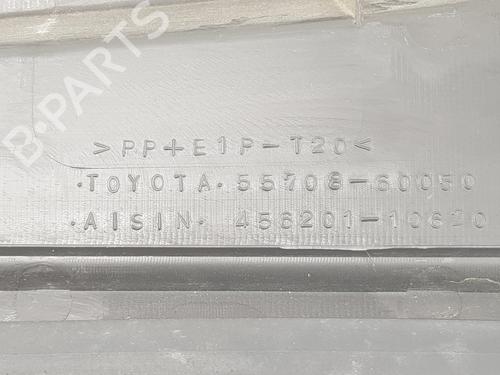 B-PARTS
>PP+E1P-T20<
·TOYOTA·55708-60050
·AISIN·456201-10620